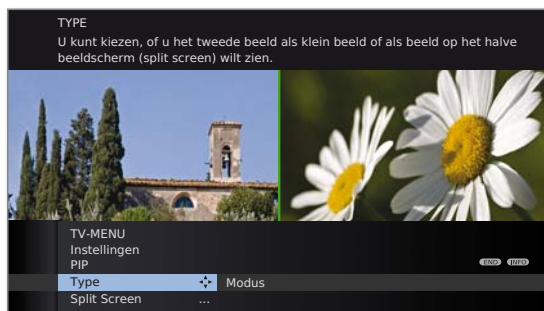 TYPE
U kunt kiezen, of u het tweede beeld als klein beeld of als beeld op het halve
beeldscherm (split screen) wilt zien.
TV-MENU
Instellingen
PIP
END INFO
Type Modus
Split Screen ...